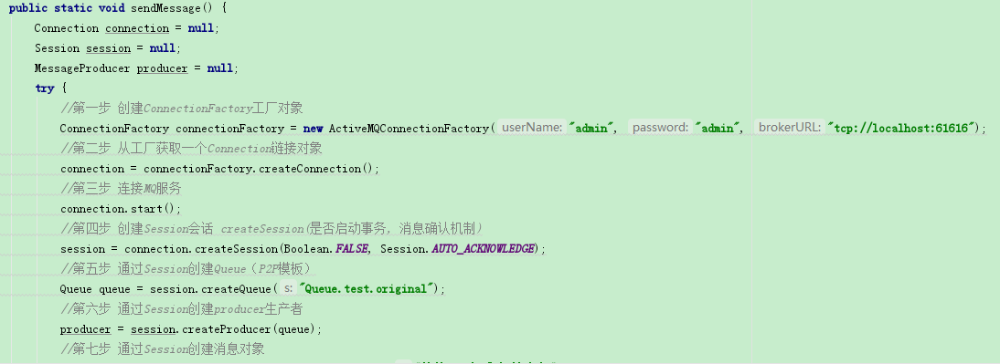 public static void sendMessage() {
Connection connection = null;
Session session = null;
MessageProducer producer = null;
try {
//第一步 创建ConnectionFactory工厂对象
ConnectionFactory connectionFactory = new ActiveMQConnectionFactory( userName: "admin", password: "admin", brokerURL: "tcp://localhost:61616");
//第二步 从工厂获取一个Connection链接对象
connection = connectionFactory.createConnection();
//第三步 连接MQ服务
connection.start();
//第四步 创建Session会话 createSession(是否启动事务, 消息确认机制)
session = connection.createSession(Boolean.FALSE, Session.AUTO_ACKNOWLEDGE);
//第五步 通过Session创建Queue（P2P模板）
Queue queue = session.createQueue( s: "Queue.test.original");
//第六步 通过Session创建producer生产者
producer = session.createProducer(queue);
//第七步 通过Session创建消息对象